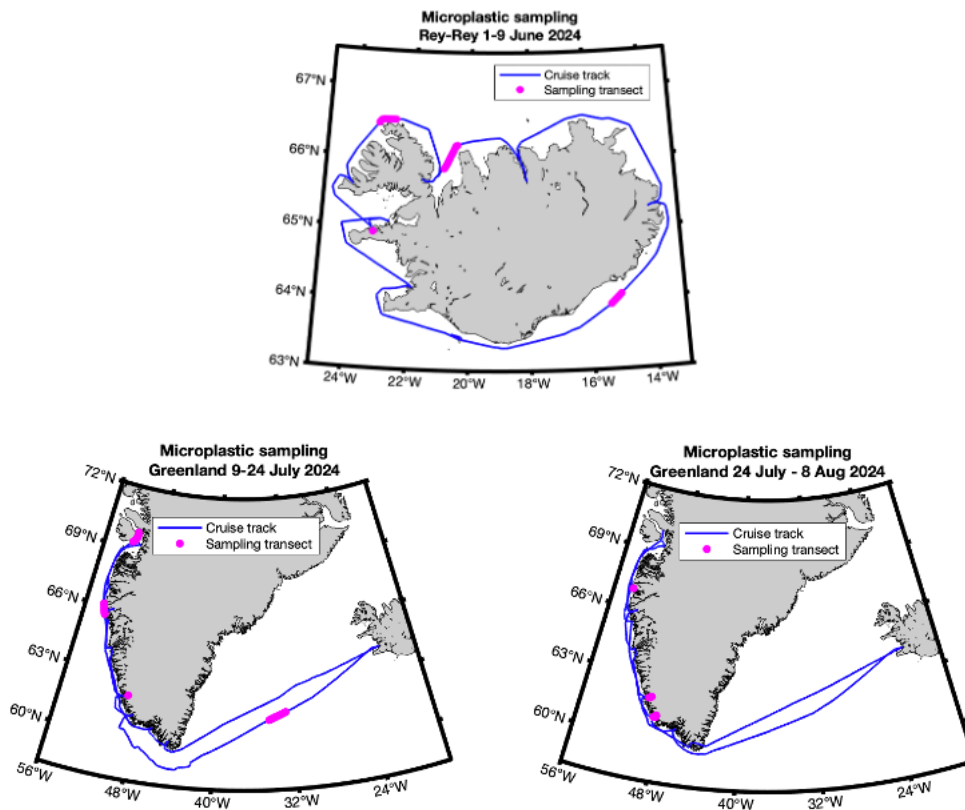 Microplastic sampling
Rey-Rey 1-9 June 2024
67°N
Cruise track
Sampling transect
66°N
65°N
64°N
63°N
24°W
22°W
20°W
18°W
16°W
14°W
Microplastic sampling
Greenland 9-24 July 2024
72°N
Cruise track
Sampling transect
69°N
66°N
63°N
60°N
56°W
48°W
40°W
32°W
24°W
Microplastic sampling
Greenland 24 July - 8 Aug 2024
72°N
Cruise track
Sampling transect
69°N
66°N
63°N
60°N
56°W
48°W
40°W
32°W
24°W